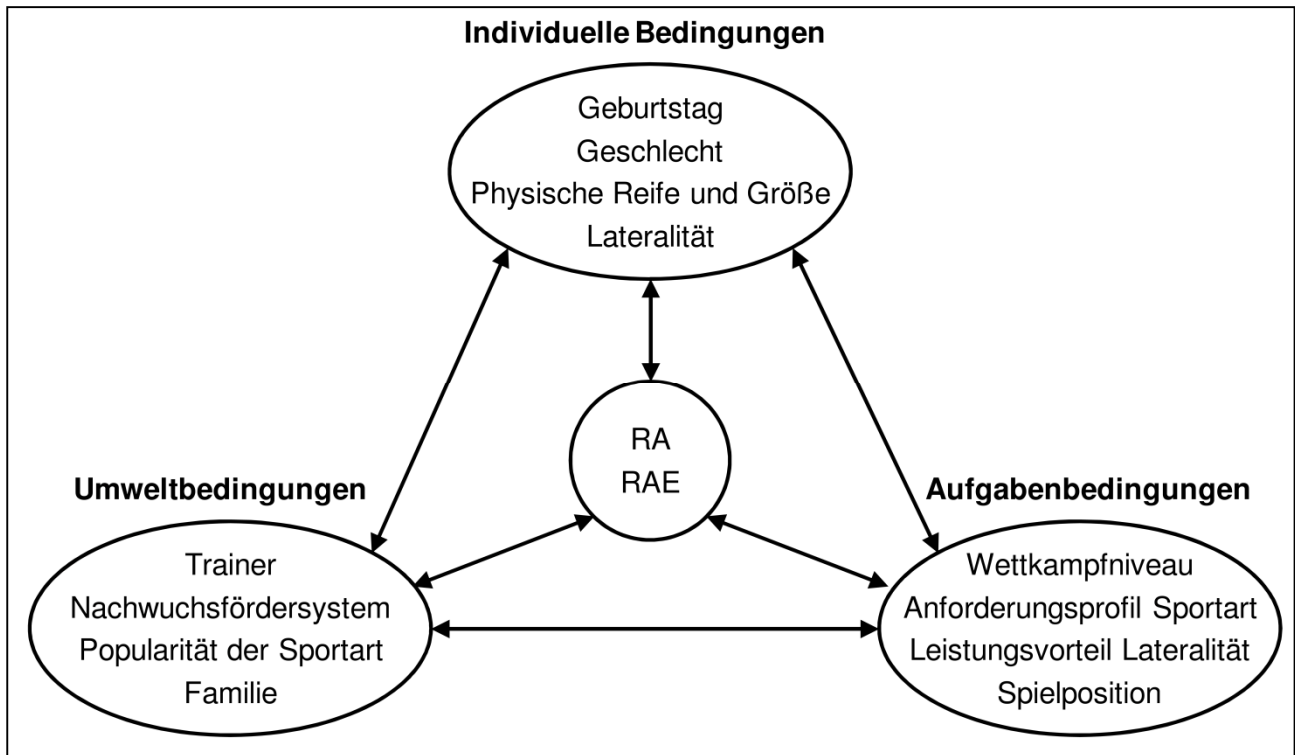 Individuelle Bedingungen
Geburtstag
Geschlecht
Physische Reife und Größe
Lateralität
RA
RAE
Umweltbedingungen
Trainer
Nachwuchsfördersystem
Popularität der Sportart
Familie
Aufgabenbedingungen
Wettkampfniveau
Anforderungsprofil Sportart
Leistungsvorteil Lateralität
Spielposition